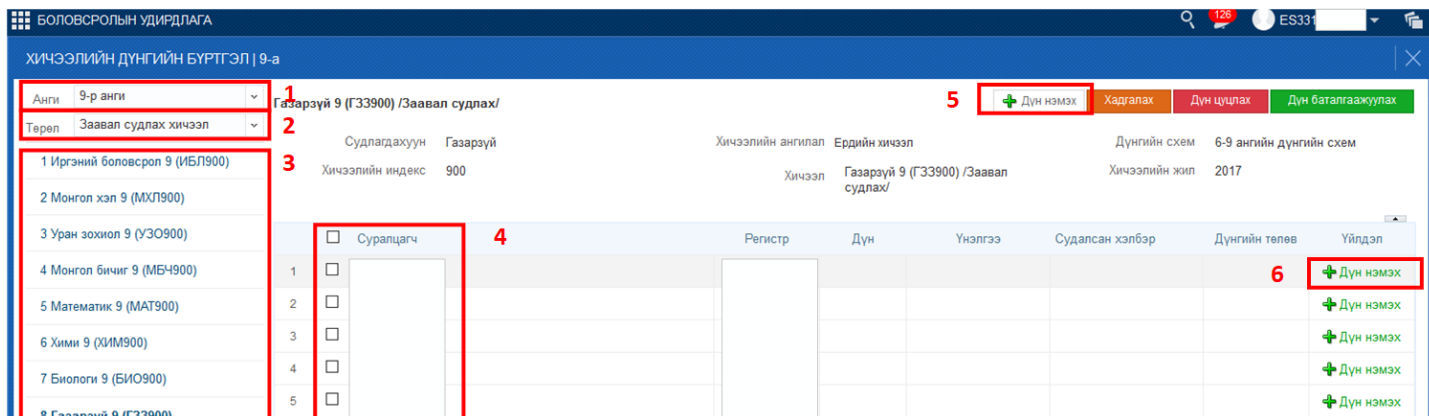 БОЛОВСРОЛЫН УДИРДЛАГА
126
ES331
ХИЧЭЭЛИЙН ДҮНГИЙН БҮРТГЭЛ | 9-а
Анги 9-р анги 1
Төрөл Заавал судлах хичээл 2
3
1 Иргэний боловсрол 9 (ИБЛ900)
2 Монгол хэл 9 (МХЛ900)
3 Уран зохиол 9 (УЗО900)
4 Монгол бичиг 9 (МБЧ900)
5 Математик 9 (МАТ900)
6 Хими 9 (ХИМ900)
7 Биологи 9 (БИО900)
8 Газарзүй 9 (ГЗЗ900)
Газарзүй 9 (ГЗЗ900) /Заавал судлах/
5 Дүн нэмэх Хадгалах Дүн цуцлах Дүн баталгаажуулах
Судлагдахуун Газарзүй Хичээлийн ангилал Ердийн хичээл Дүнгийн схем 6-9 ангийн дүнгийн схем
Хичээлийн индекс 900 Хичээл Газарзүй 9 (ГЗЗ900) /Заавал Хичээлийн жил 2017
судлах/
Суралцагч 4 Регистр Дүн Үнэлгээ Судалсан хэлбэр Дүнгийн төлөв Үйлдэл
1 6 Дүн нэмэх
2 Дүн нэмэх
3 Дүн нэмэх
4 Дүн нэмэх
5 Дүн нэмэх